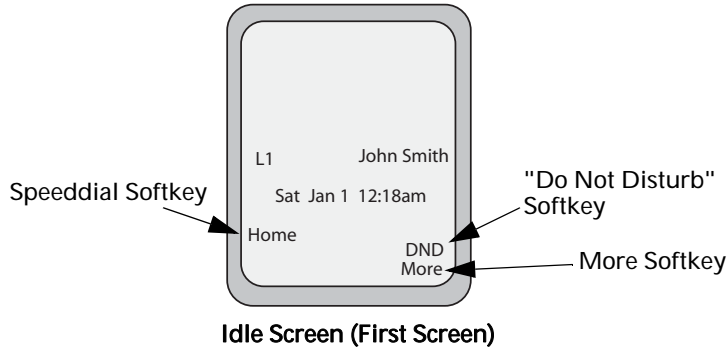 L1 John Smith
Sat Jan 1 12:18am
Home
DND
More
Speeddial Softkey
"Do Not Disturb"
Softkey
More Softkey
Idle Screen (First Screen)